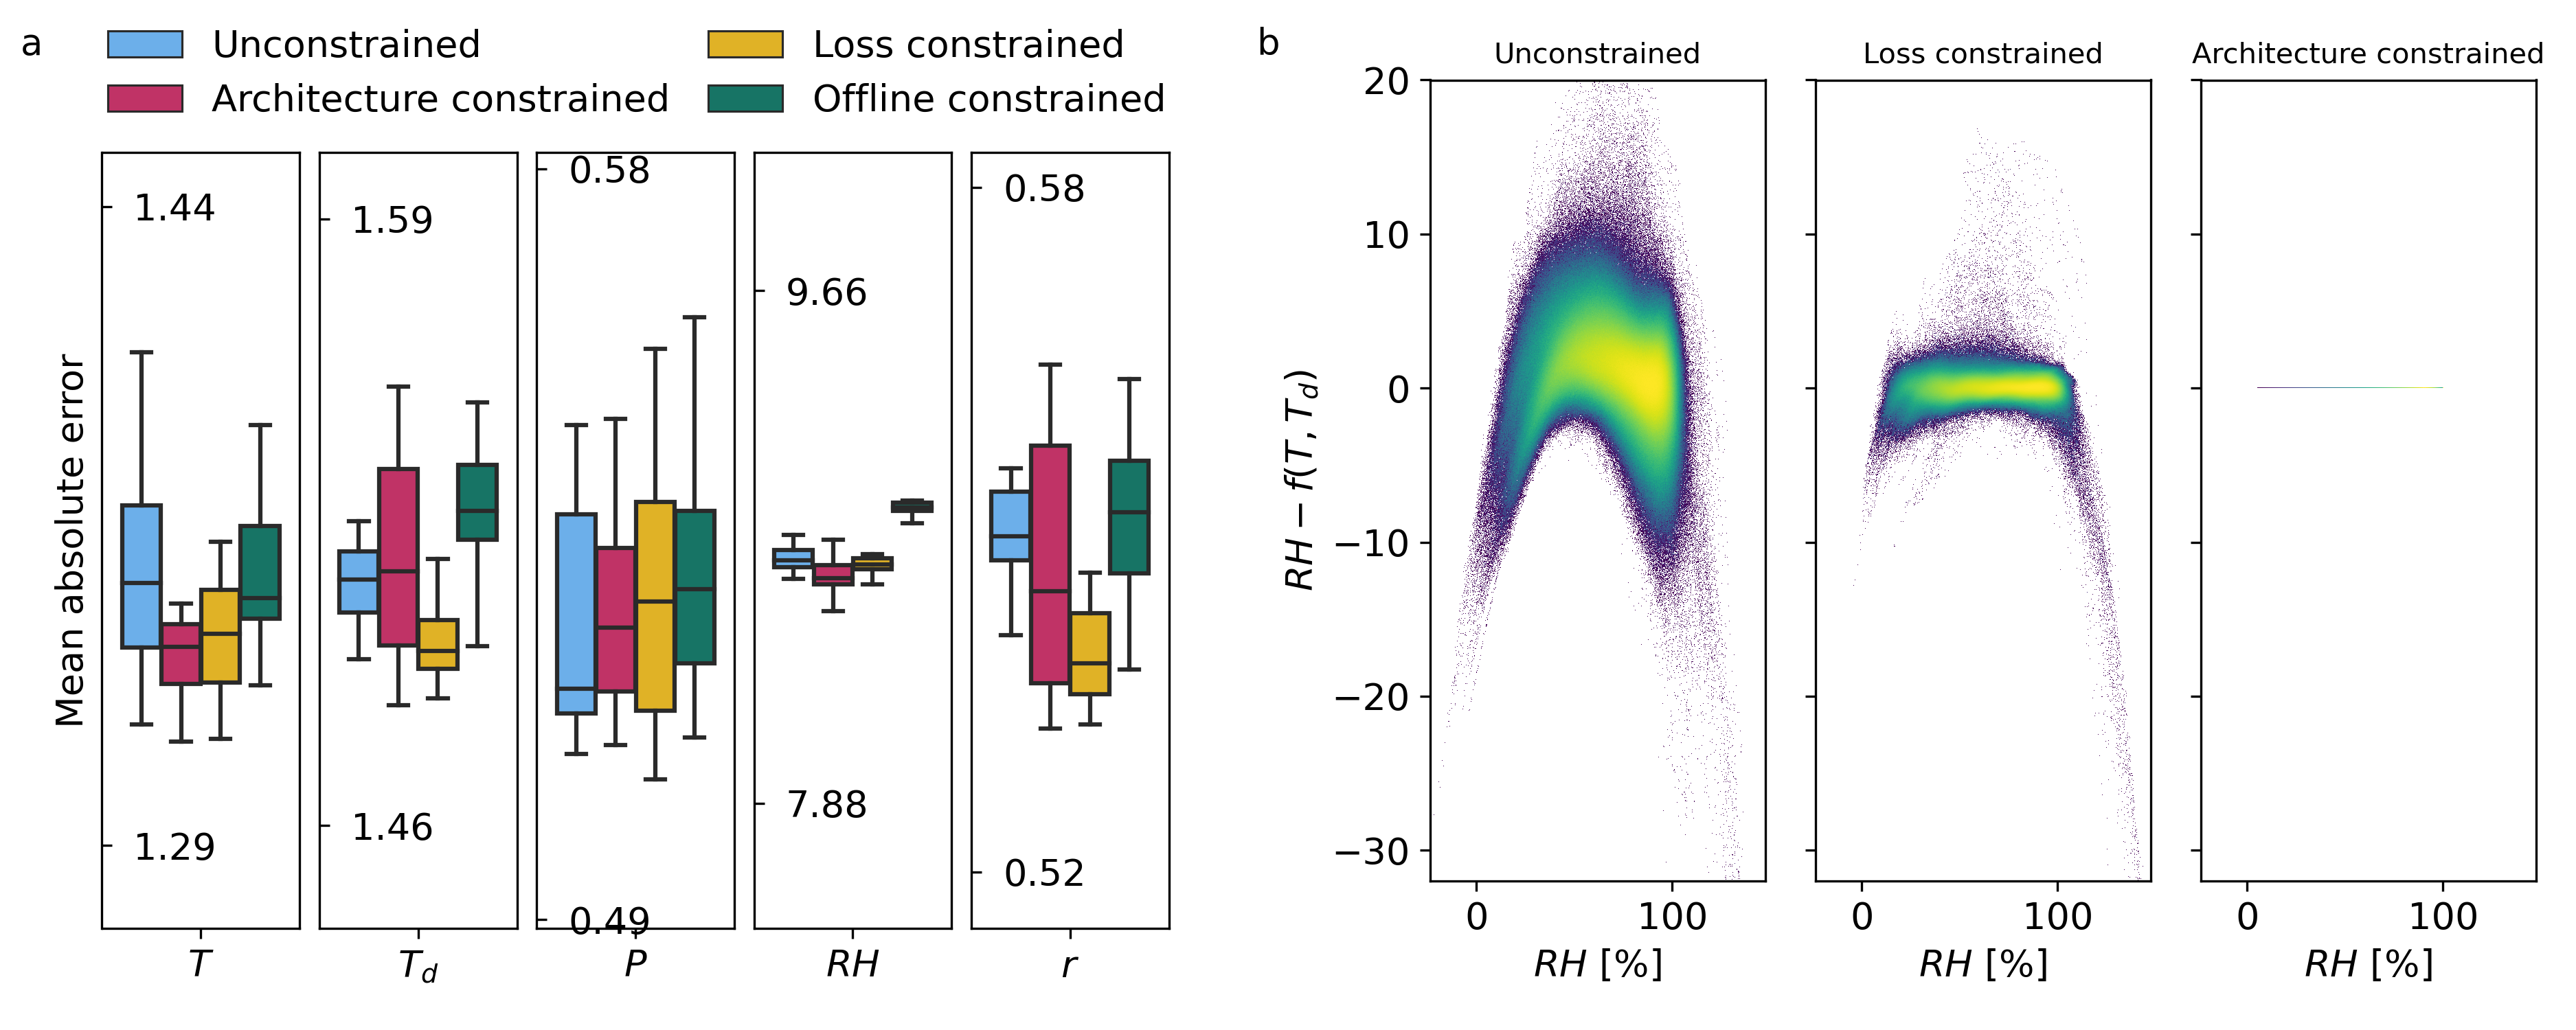 a
Unconstrained
Loss constrained
Architecture constrained
Offline constrained
Mean absolute error
1.44
1.29
T
1.59
1.46
T_d
0.58
0.49
P
9.66
7.88
RH
0.58
0.52
r
b
Unconstrained
Loss constrained
Architecture constrained
RH − f(T, T_d)
20
10
0
−10
−20
−30
0 100
RH [%]
0 100
RH [%]
0 100
RH [%]